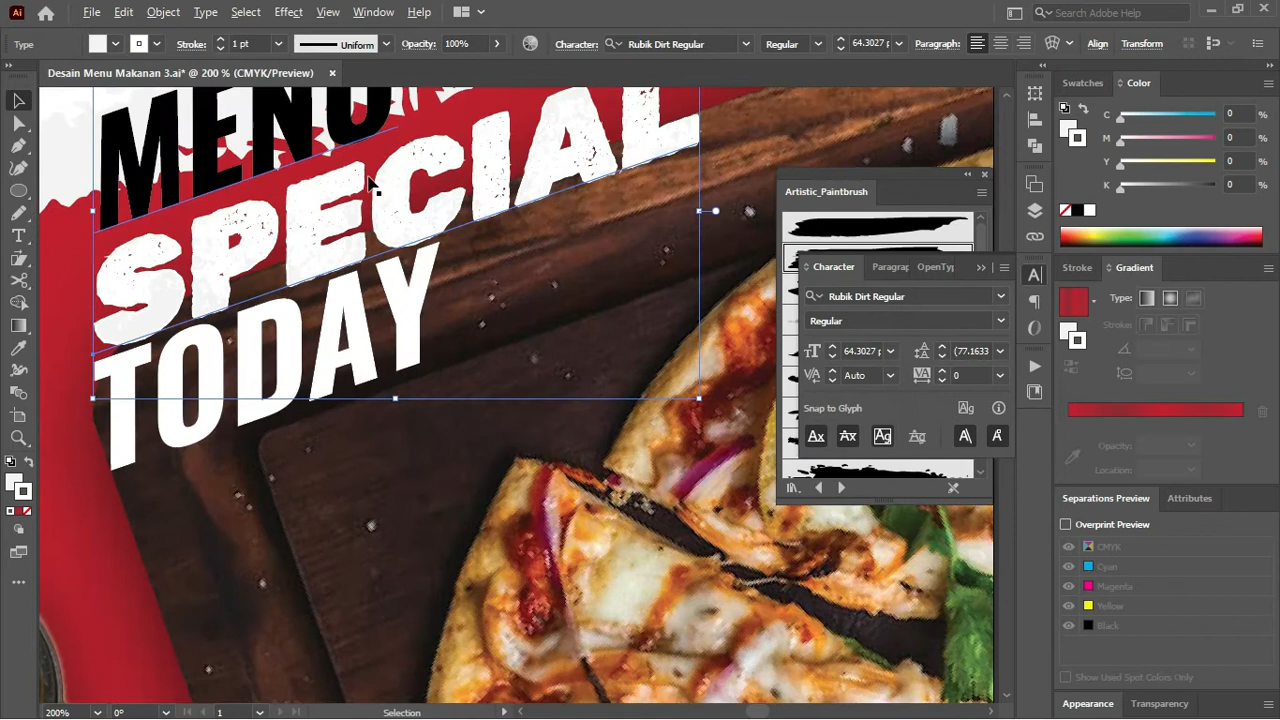 File Edit Object Type Select Effect View Window Help
Search Adobe Help
Type
Stroke: 1 pt
Uniform
Opacity: 100%
Character: Rubik Dirt Regular
Regular
64.3027 p
Paragraph:
Align
Transform
Desain Menu Makanan 3.ai* @ 200 % (CMYK/Preview)
MENU
SPECIAL
TODAY
Artistic_Paintbrush
Character Paragrap OpenTyp
Rubik Dirt Regular
Regular
64.3027 p
(77.1633
Auto
0
Snap to Glyph
Swatches Color
C 0 %
M 0 %
Y 0 %
K 0 %
Stroke Gradient
Type:
Strokes:
Opacity:
Location:
Separations Preview Attributes
Overprint Preview
CMYK
Cyan
Magenta
Yellow
Black
Show Used Spot Colors Only
Appearance Transparency
200% 0° 1 Selection